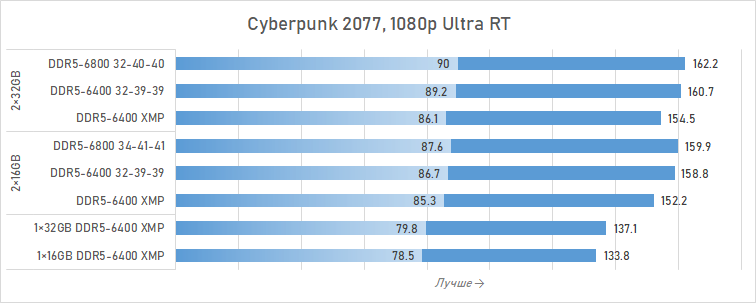 Cyberpunk 2077, 1080p Ultra RT
2×32GB
DDR5-6800 32-40-40 90 162.2
DDR5-6400 32-39-39 89.2 160.7
DDR5-6400 XMP 86.1 154.5
2×16GB
DDR5-6800 34-41-41 87.6 159.9
DDR5-6400 32-39-39 86.7 158.8
DDR5-6400 XMP 85.3 152.2
1×32GB DDR5-6400 XMP 79.8 137.1
1×16GB DDR5-6400 XMP 78.5 133.8
Лучше→